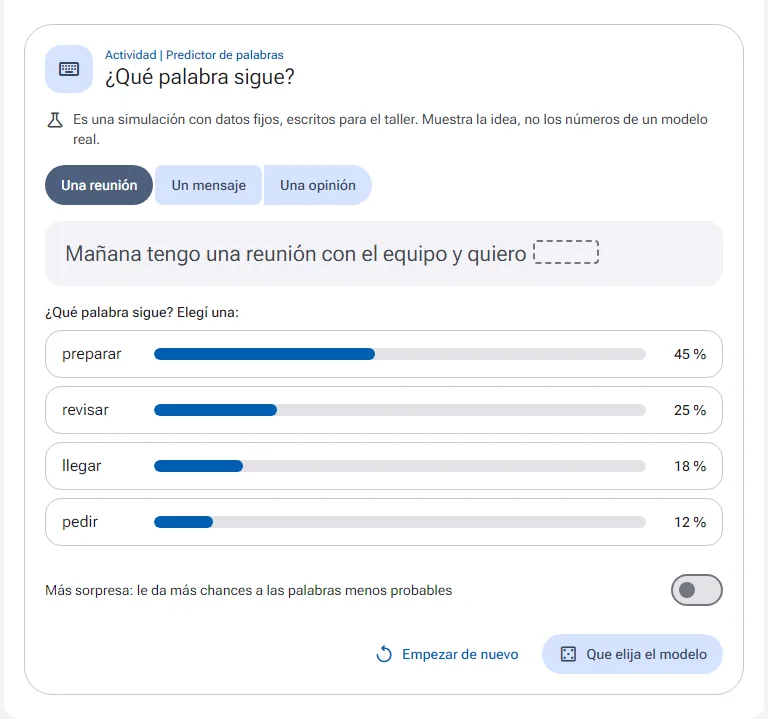 Actividad | Predictor de palabras
¿Qué palabra sigue?
Es una simulación con datos fijos, escritos para el taller. Muestra la idea, no los números de un modelo
real.
Una reunión
Un mensaje
Una opinión
Mañana tengo una reunión con el equipo y quiero
¿Qué palabra sigue? Elegí una:
preparar 45 %
revisar 25 %
llegar 18 %
pedir 12 %
Más sorpresa: le da más chances a las palabras menos probables
Empezar de nuevo
Que elija el modelo